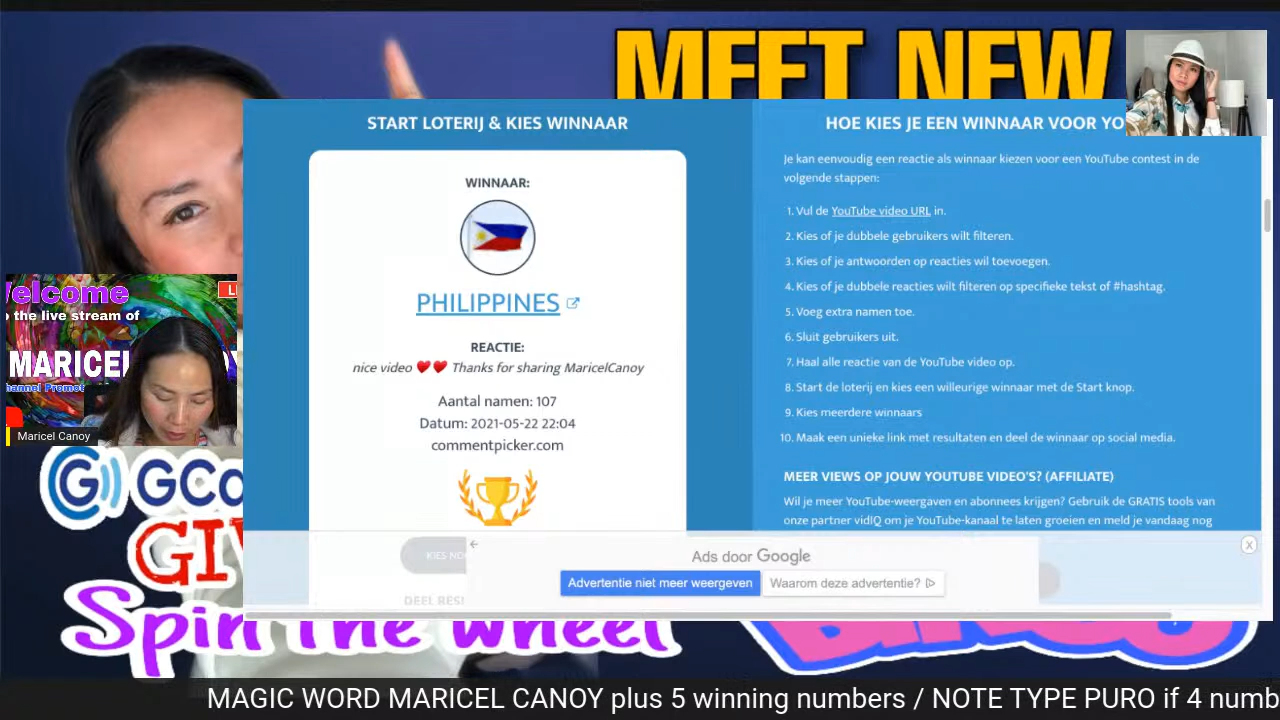 MEET NEW
START LOTERIJ & KIES WINNAAR
WINNAAR:
PHILIPPINES
REACTIE:
nice video ❤️❤️ Thanks for sharing MaricelCanoy
Aantal namen: 107
Datum: 2021-05-22 22:04
commentpicker.com
HOE KIES JE EEN WINNAAR VOOR YO
Je kan eenvoudig een reactie als winnaar kiezen voor een YouTube contest in de
volgende stappen:
1. Vul de YouTube video URL in.
2. Kies of je dubbele gebruikers wilt filteren.
3. Kies of je antwoorden op reacties wil toevoegen.
4. Kies of je dubbele reacties wilt filteren op specifieke tekst of #hashtag.
5. Voeg extra namen toe.
6. Sluit gebruikers uit.
7. Haal alle reactie van de YouTube video op.
8. Start de loterij en kies een willeurige winnaar met de Start knop.
9. Kies meerdere winnaars
10. Maak een unieke link met resultaten en deel de winnaar op social media.
MEER VIEWS OP JOUW YOUTUBE VIDEO'S? (AFFILIATE)
Wil je meer YouTube-weergaven en abonnees krijgen? Gebruik de GRATIS tools van
onze partner vidIQ om je YouTube-kanaal te laten groeien en meld je vandaag nog
KIES NO
Ads door Google
X
Advertentie niet meer weergeven
Waarom deze advertentie?
DEEL RES
Welcome
L
o the live stream of
MARICEL
hannel Promot
Maricel Canoy
GCo
GI
Spin the wheel
MAGIC WORD MARICEL CANOY plus 5 winning numbers / NOTE TYPE PURO if 4 numb